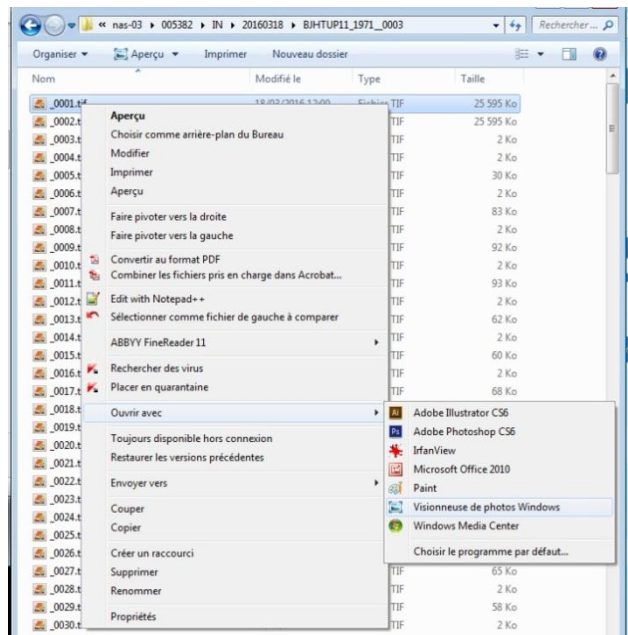 « nas-03 ▸ 005382 ▸ IN ▸ 20160318 ▸ BJHTUP11_1971__0003
Rechercher ...
Organiser Aperçu Imprimer Nouveau dossier
Nom Modifié le Type Taille
_0001.tif 18/03/2016 12:00 Fichier TIF 25 595 Ko
_0002.t TIF 25 595 Ko
_0003.t TIF 2 Ko
_0004.t TIF 2 Ko
_0005.t TIF 30 Ko
_0006.t TIF 2 Ko
_0007.t TIF 83 Ko
_0008.t TIF 2 Ko
_0009.t TIF 92 Ko
_0010.t TIF 2 Ko
_0011.t TIF 93 Ko
_0012.t TIF 2 Ko
_0013.t TIF 62 Ko
_0014.t TIF 2 Ko
_0015.t TIF 60 Ko
_0016.t TIF 2 Ko
_0017.t TIF 68 Ko
_0018.t
_0019.t
_0020.t
_0021.t
_0022.t
_0023.t
_0024.t
_0025.t
_0026.t
_0027.t TIF 65 Ko
_0028.t TIF 2 Ko
_0029.t TIF 58 Ko
_0030.t TIF 2 Ko
Aperçu
Choisir comme arrière-plan du Bureau
Modifier
Imprimer
Aperçu
Faire pivoter vers la droite
Faire pivoter vers la gauche
Convertir au format PDF
Combiner les fichiers pris en charge dans Acrobat...
Edit with Notepad++
Sélectionner comme fichier de gauche à comparer
ABBYY FineReader 11
Rechercher des virus
Placer en quarantaine
Ouvrir avec
Toujours disponible hors connexion
Restaurer les versions précédentes
Envoyer vers
Couper
Copier
Créer un raccourci
Supprimer
Renommer
Propriétés
Ai Adobe Illustrator CS6
Ps Adobe Photoshop CS6
IrfanView
Microsoft Office 2010
Paint
Visionneuse de photos Windows
Windows Media Center
Choisir le programme par défaut...